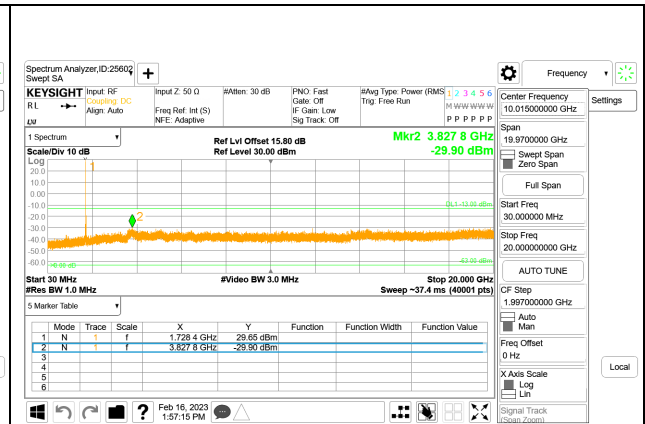 Spectrum Analyzer,ID:25602
Swept SA
+
Frequency
KEYSIGHT
RL
Input: RF
Coupling: DC
Align: Auto
Input Z: 50 Ω
Freq Ref: Int (S)
NFE: Adaptive
#Atten: 30 dB
PNO: Fast
Gate: Off
IF Gain: Low
Sig Track: Off
#Avg Type: Power (RMS
Trig: Free Run
1 2 3 4 5 6
M W W W W W
P P P P P P
Center Frequency
10.015000000 GHz
Settings
Span
19.9700000 GHz
Swept Span
Zero Span
Full Span
Start Freq
30.000000 MHz
Stop Freq
20.000000000 GHz
AUTO TUNE
CF Step
1.997000000 GHz
Auto
Man
Freq Offset
0 Hz
X Axis Scale
Log
Lin
Signal Track
(Span Zoom)
Local
1 Spectrum
Scale/Div 10 dB
Ref Lvl Offset 15.80 dB
Ref Level 30.00 dBm
Mkr2 3.827 8 GHz
-29.90 dBm
Log
20.0
10.0
0.00
-10.0
-20.0
-30.0
-40.0
-50.0
-60.0
1
2
DL1 -13.00 dBm
Start 30 MHz
#Res BW 1.0 MHz
#Video BW 3.0 MHz
Stop 20.000 GHz
Sweep ~37.4 ms (40001 pts)
5 Marker Table
Mode Trace Scale X Y Function Function Width Function Value
1 N 1 f 1.728 4 GHz 29.65 dBm
2 N 1 f 3.827 8 GHz -29.90 dBm
3
4
5
6
?
Feb 16, 2023
1:57:15 PM